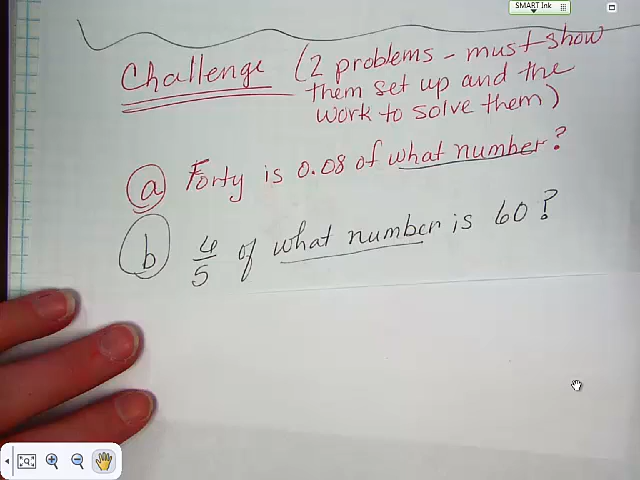 SMART Ink
Challenge (2 problems - must show
them set up and the
work to solve them)
a Forty is 0.08 of what number?
b 6/5 of what number is 60?